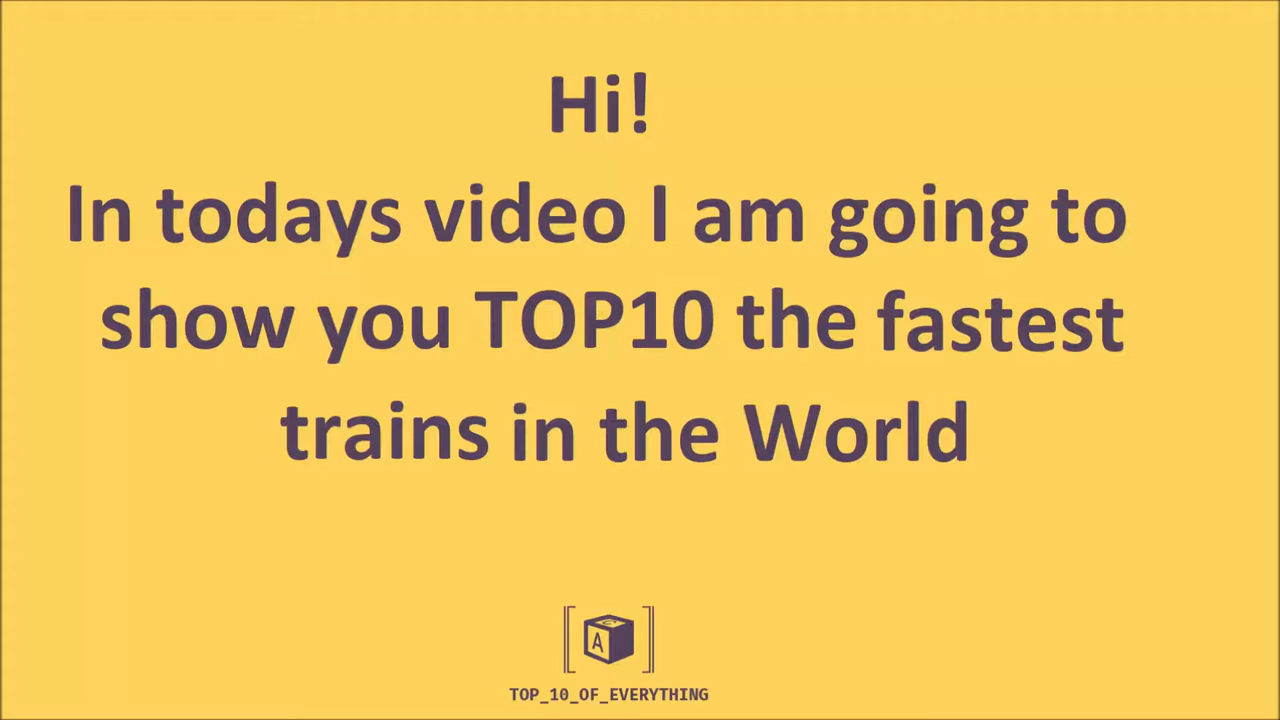 Hi!
In todays video I am going to
show you TOP10 the fastest
trains in the World
A
C
TOP_10_OF_EVERYTHING